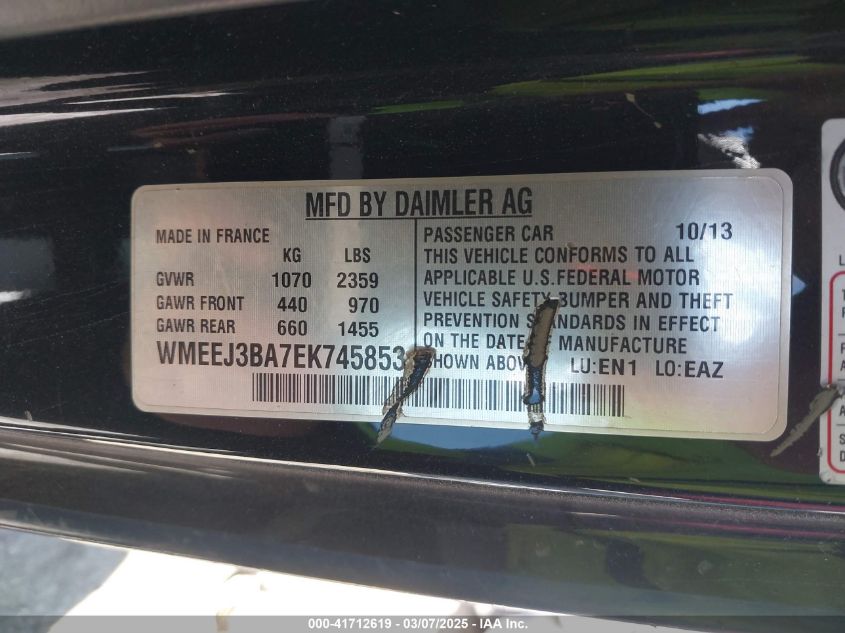 MFD BY DAIMLER AG
MADE IN FRANCE
KG LBS
GVWR 1070 2359
GAWR FRONT 440 970
GAWR REAR 660 1455
WMEEJ3BA7EK745853
PASSENGER CAR 10/13
THIS VEHICLE CONFORMS TO ALL
APPLICABLE U.S.FEDERAL MOTOR
VEHICLE SAFETY BUMPER AND THEFT
PREVENTION STANDARDS IN EFFECT
ON THE DATE OF MANUFACTURE
SHOWN ABOVE LU:EN1 LO:EAZ
000-41712619 - 03/07/2025 - IAA Inc.